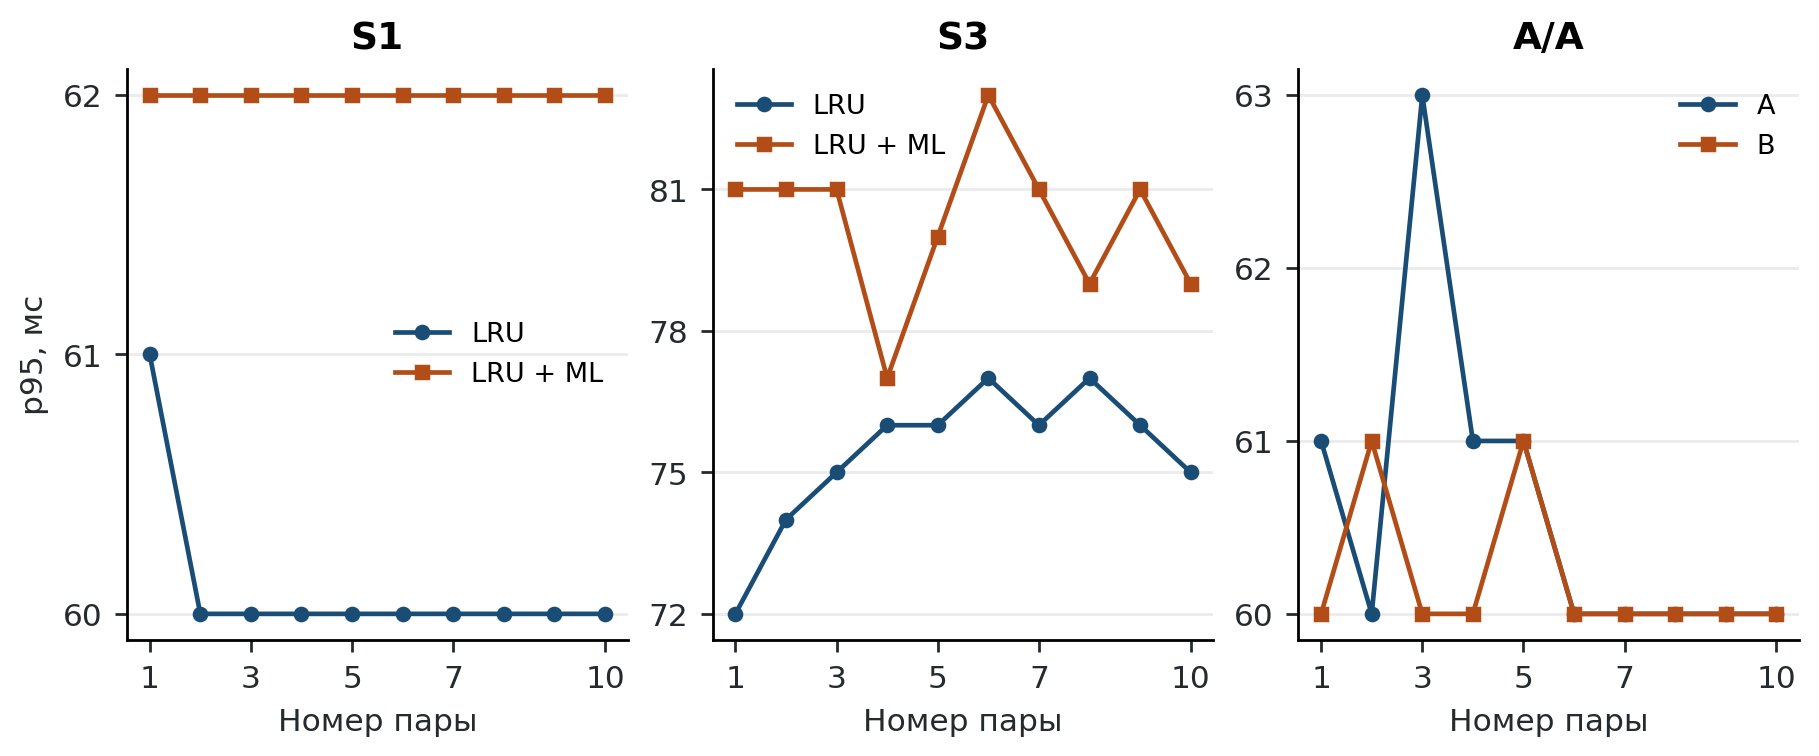 S1
S3
A/A
p95, мс
62
61
60
LRU
LRU + ML
1 3 5 7 10
Номер пары
81
78
75
72
LRU
LRU + ML
1 3 5 7 10
Номер пары
63
62
61
60
A
B
1 3 5 7 10
Номер пары